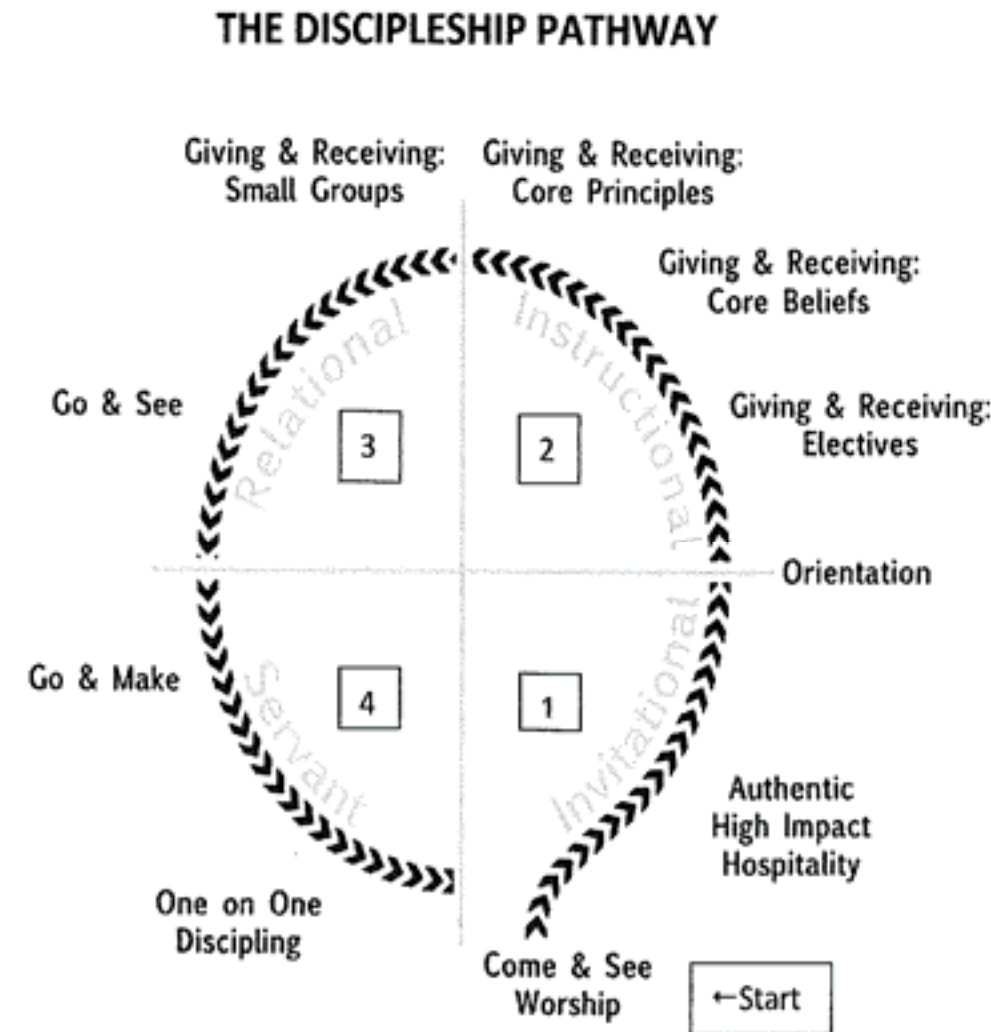 THE DISCIPLESHIP PATHWAY
Giving & Receiving:
Small Groups
Giving & Receiving:
Core Principles
Giving & Receiving:
Core Beliefs
Relational
Instructional
Go & See
Giving & Receiving:
Electives
3
2
Orientation
Go & Make
4
1
Servant
Invitational
Authentic
High Impact
Hospitality
One on One
Discipling
Come & See
Worship
←Start